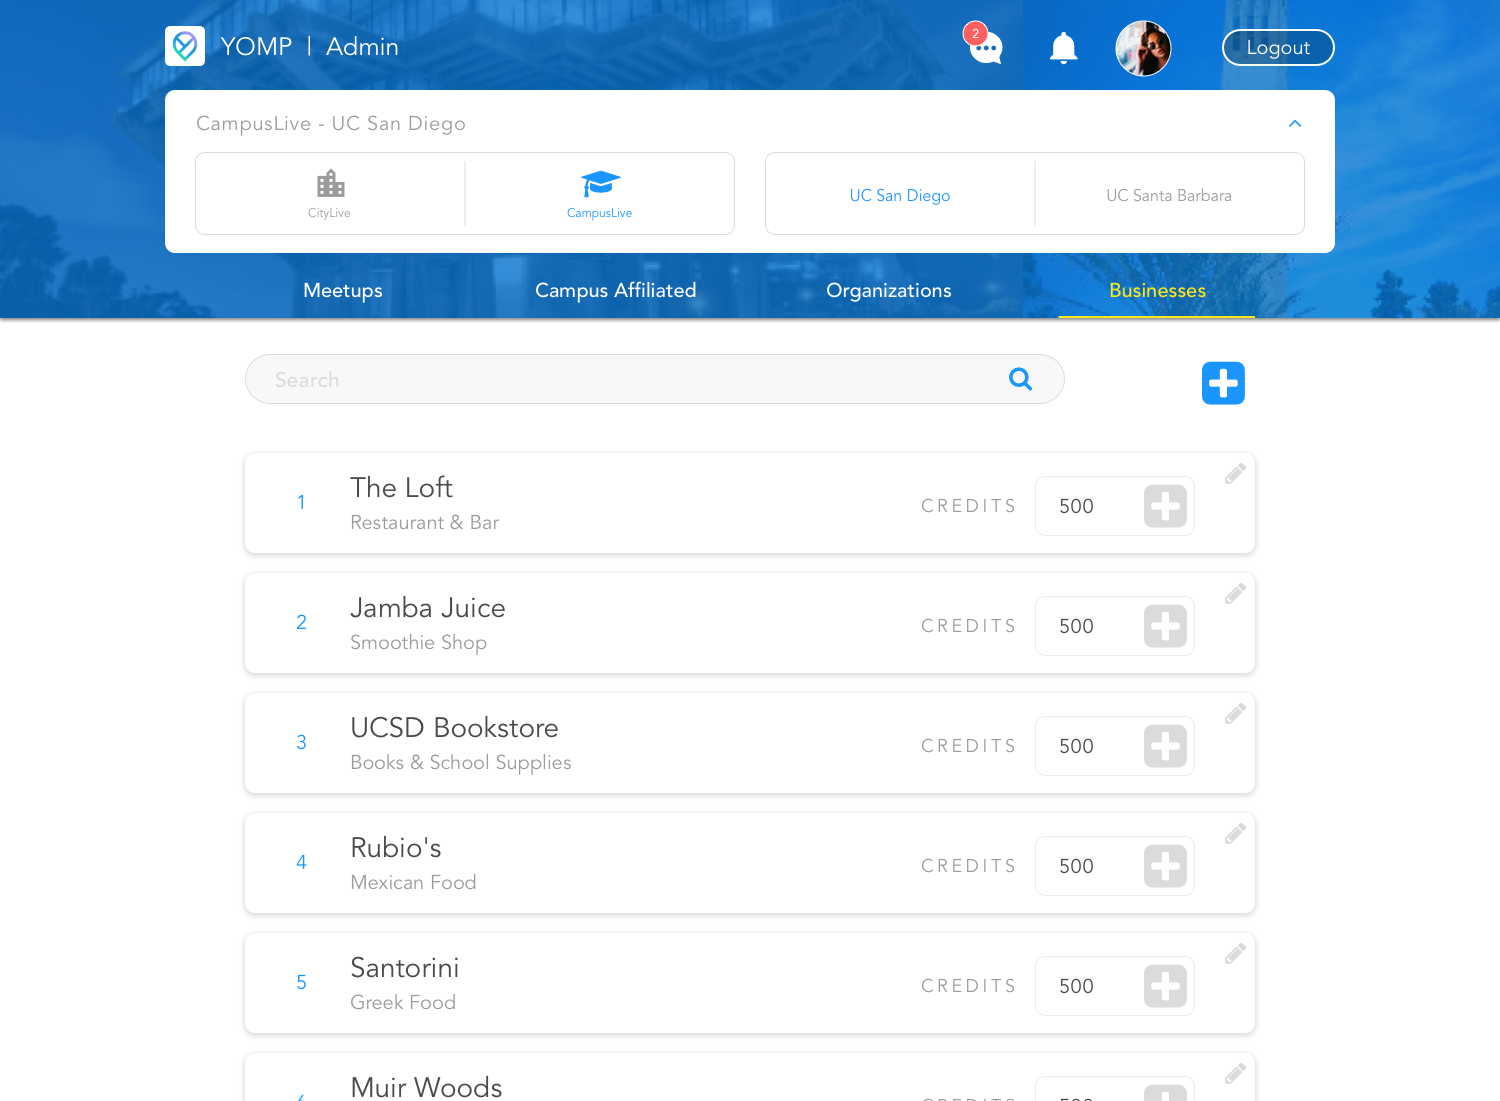 YOMP | Admin
2
Logout
CampusLive - UC San Diego
CityLive
CampusLive
UC San Diego
UC Santa Barbara
Meetups
Campus Affiliated
Organizations
Businesses
Search
1
The Loft
Restaurant & Bar
CREDITS
500
2
Jamba Juice
Smoothie Shop
CREDITS
500
3
UCSD Bookstore
Books & School Supplies
CREDITS
500
4
Rubio's
Mexican Food
CREDITS
500
5
Santorini
Greek Food
CREDITS
500
Muir Woods